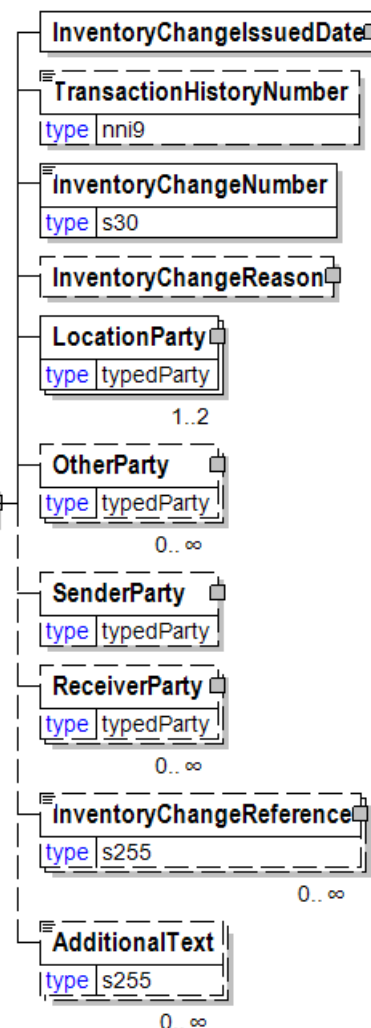 InventoryChangeIssuedDate
TransactionHistoryNumber
type nni9
InventoryChangeNumber
type s30
InventoryChangeReason
LocationParty
type typedParty
1..2
OtherParty
type typedParty
0.. ∞
SenderParty
type typedParty
ReceiverParty
type typedParty
0.. ∞
InventoryChangeReference
type s255
0.. ∞
AdditionalText
type s255
0.. ∞